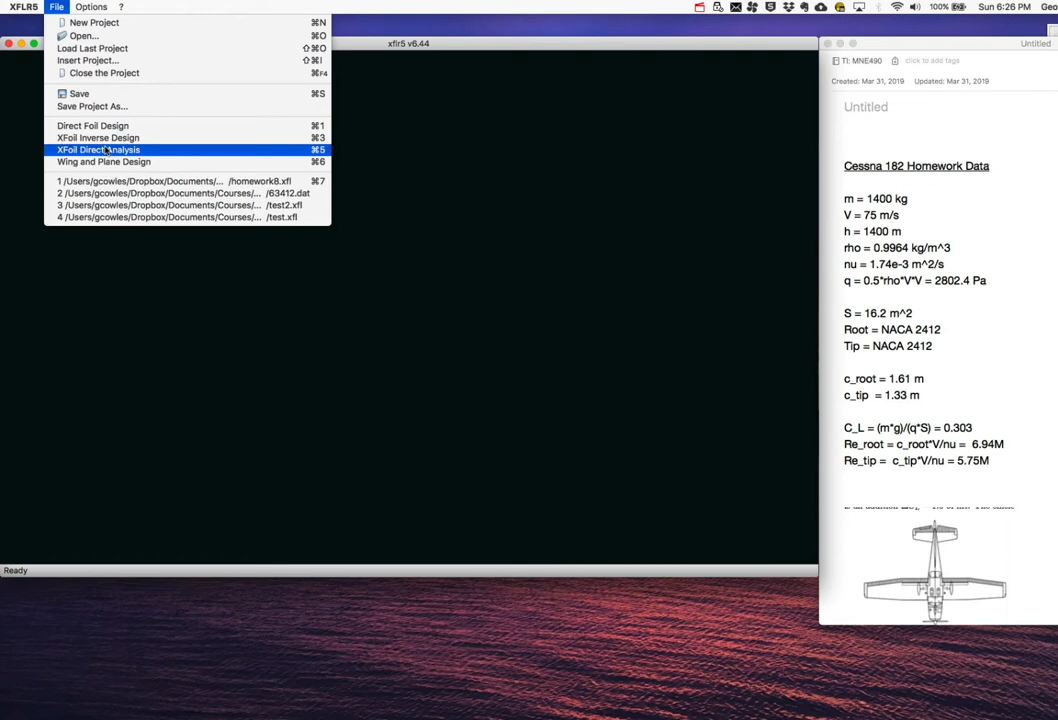 XFLR5 File Options ? 100% Sun 6:26 PM Geo
New Project ⌘N
Open... ⌘O
Load Last Project ⇧⌘O
Insert Project... ⇧⌘I
Close the Project ⌘F4
Save ⌘S
Save Project As...
Direct Foil Design ⌘1
XFoil Inverse Design ⌘3
XFoil Direct Analysis ⌘5
Wing and Plane Design ⌘6
1 /Users/gcowles/Dropbox/Documents/... /homework8.xfl ⌘7
2 /Users/gcowles/Dropbox/Documents/Courses/... /63412.dat
3 /Users/gcowles/Dropbox/Documents/Courses/... /test2.xfl
4 /Users/gcowles/Dropbox/Documents/Courses/... /test.xfl
xflr5 v6.44
Ready
Untitled
TI: MNE490 click to add tags
Created: Mar 31, 2019 Updated: Mar 31, 2019
Untitled
Cessna 182 Homework Data
m = 1400 kg
V = 75 m/s
h = 1400 m
rho = 0.9964 kg/m^3
nu = 1.74e-3 m^2/s
q = 0.5*rho*V*V = 2802.4 Pa
S = 16.2 m^2
Root = NACA 2412
Tip = NACA 2412
c_root = 1.61 m
c_tip = 1.33 m
C_L = (m*g)/(q*S) = 0.303
Re_root = c_root*V/nu = 6.94M
Re_tip = c_tip*V/nu = 5.75M